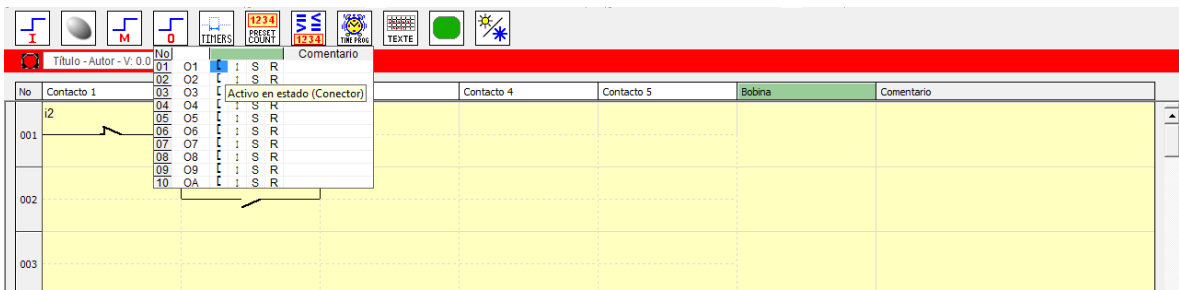 I M O TIMERS 1234 PRESET COUNT 1234 TIME PROG TEXTE
Título - Autor - V: 0.0
No Comentario
01 O1 [ ↕ S R
02 O2 [ ↕ S R
03 O3 [ Activo en estado (Conector)
04 O4 [ ↕ S R
05 O5 [ ↕ S R
06 O6 [ ↕ S R
07 O7 [ ↕ S R
08 O8 [ ↕ S R
09 O9 [ ↕ S R
10 OA [ ↕ S R
No Contacto 1 Contacto 4 Contacto 5 Bobina Comentario
i2
001
002
003